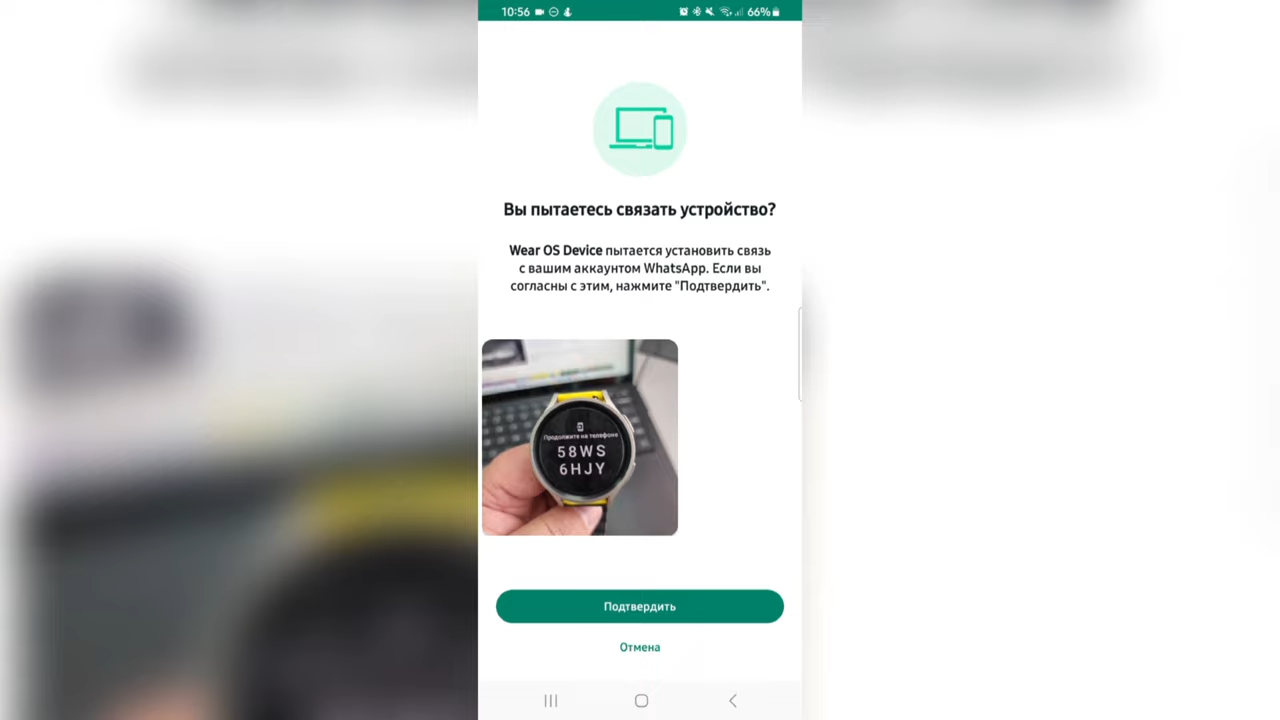 10:56
66%
Вы пытаетесь связать устройство?
Wear OS Device пытается установить связь
с вашим аккаунтом WhatsApp. Если вы
согласны с этим, нажмите "Подтвердить".
Продолжите на телефоне
58WS
6HJY
Подтвердить
Отмена